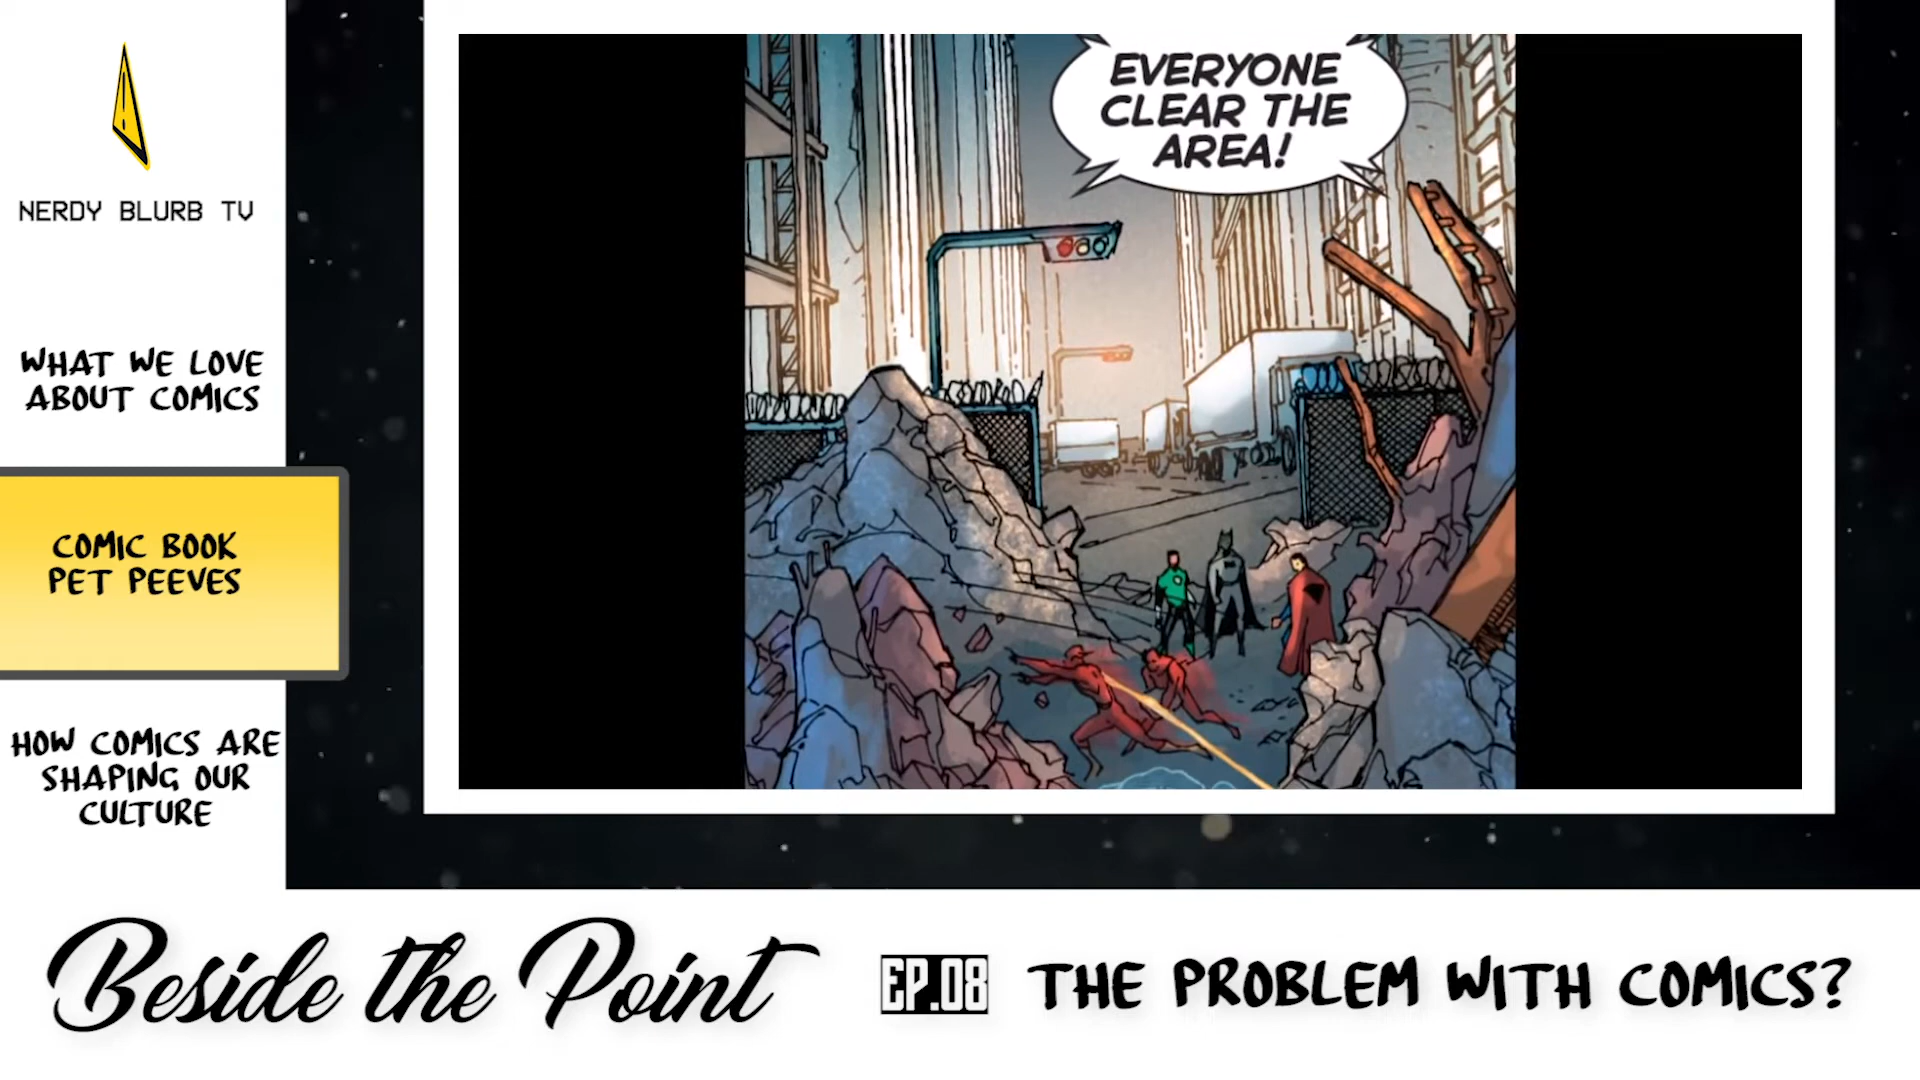 NERDY BLURB TV
WHAT WE LOVE
ABOUT COMICS
COMIC BOOK
PET PEEVES
HOW COMICS ARE
SHAPING OUR
CULTURE
EVERYONE
CLEAR THE
AREA!
Beside the Point
EP.08
THE PROBLEM WITH COMICS?